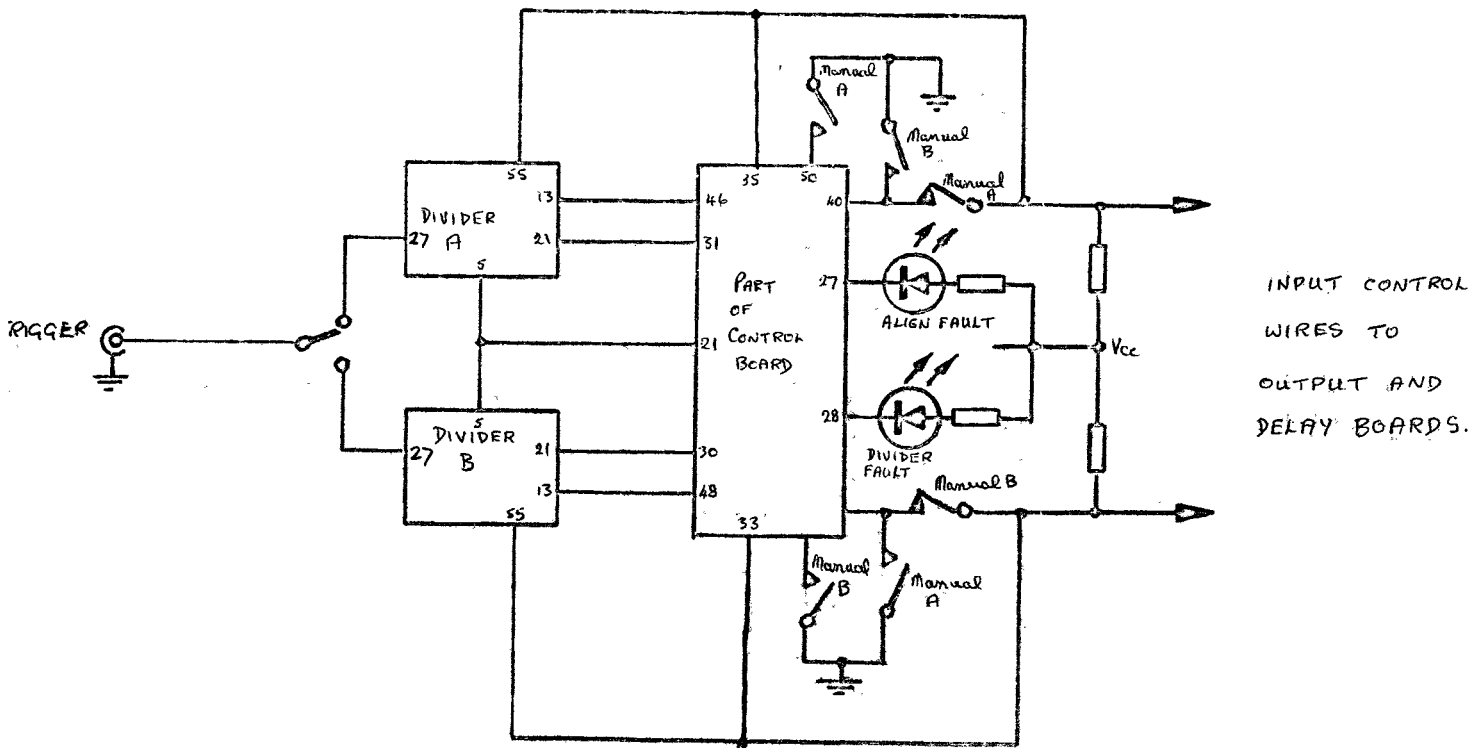 Manual
A
Manual
B
Manual
A
55
13
DIVIDER
A
27
21
5
35
50
46
40
31
27
PART
OF
CONTROL
BOARD
21
30
48
33
28
ALIGN FAULT
Vcc
DIVIDER
FAULT
RIGGER
5
DIVIDER
B
27
21
13
55
Manual B
Manual
B
Manual
A
INPUT CONTROL
WIRES TO
OUTPUT AND
DELAY BOARDS.